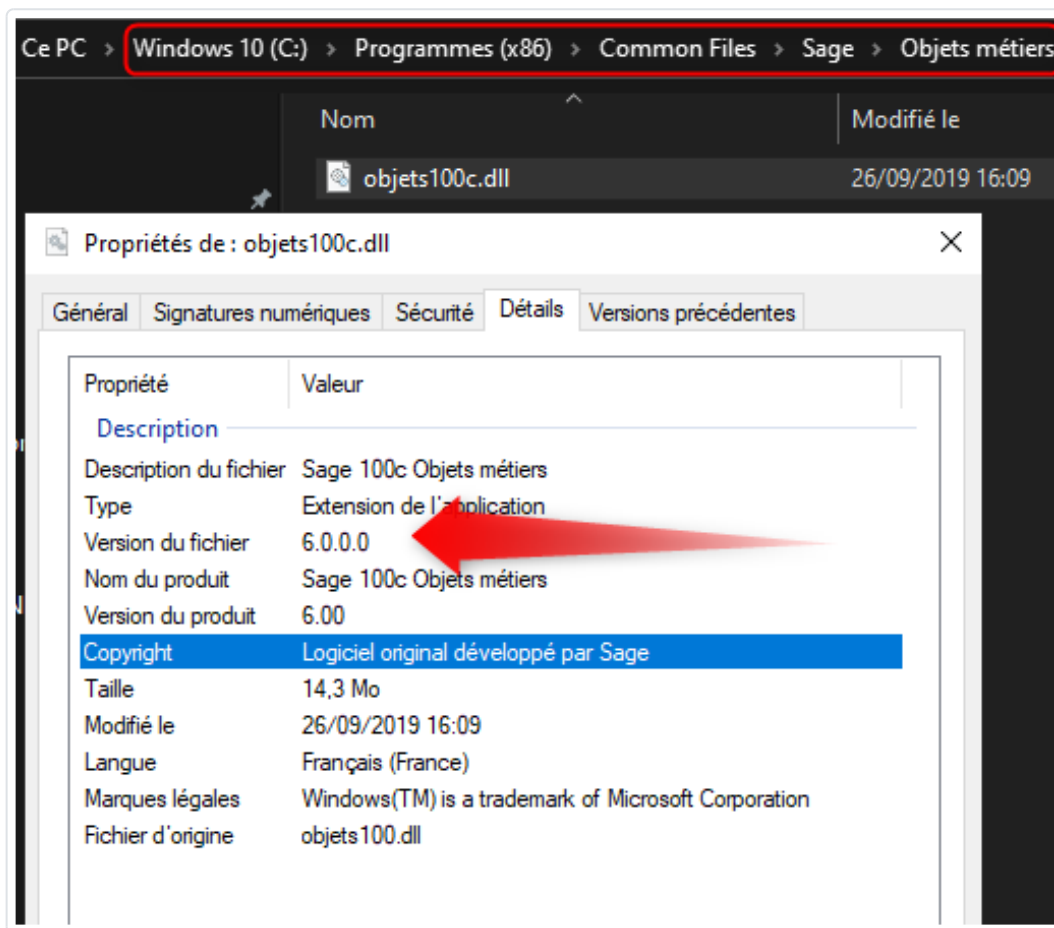 Ce PC > Windows 10 (C:) > Programmes (x86) > Common Files > Sage > Objets métiers
Nom Modifié le
objets100c.dll 26/09/2019 16:09
Propriétés de : objets100c.dll
Général Signatures numériques Sécurité Détails Versions précédentes
Propriété Valeur
Description
Description du fichier Sage 100c Objets métiers
Type Extension de l'application
Version du fichier 6.0.0.0
Nom du produit Sage 100c Objets métiers
Version du produit 6.00
Copyright Logiciel original développé par Sage
Taille 14,3 Mo
Modifié le 26/09/2019 16:09
Langue Français (France)
Marques légales Windows(TM) is a trademark of Microsoft Corporation
Fichier d'origine objets100.dll